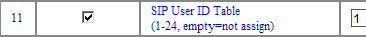 11
SIP User ID Table
(1-24, empty=not assign)
1